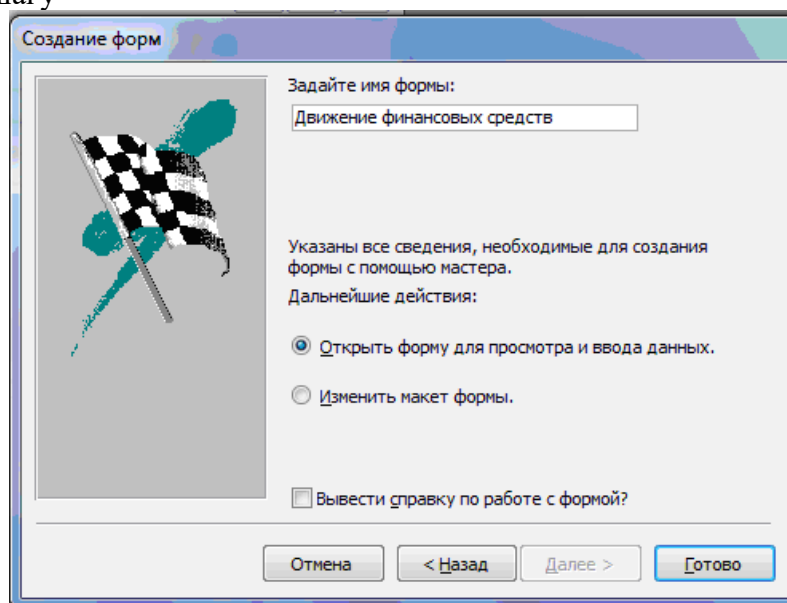 шагу
Создание форм
Задайте имя формы:
Движение финансовых средств
Указаны все сведения, необходимые для создания
формы с помощью мастера.
Дальнейшие действия:
Открыть форму для просмотра и ввода данных.
Изменить макет формы.
Вывести справку по работе с формой?
Отмена
< Назад
Далее >
Готово